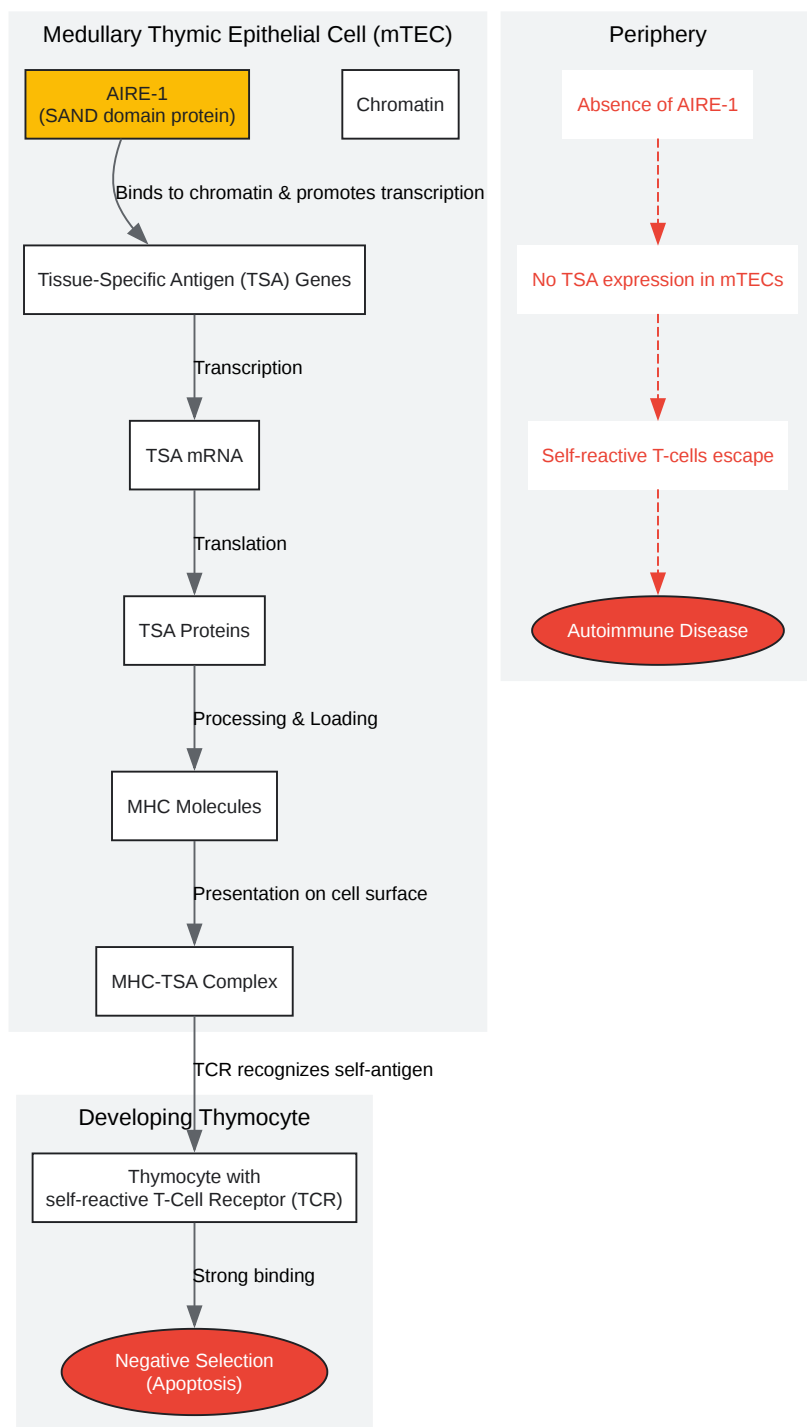 Medullary Thymic Epithelial Cell (mTEC)
AIRE-1
(SAND domain protein)
Chromatin
Binds to chromatin & promotes transcription
Tissue-Specific Antigen (TSA) Genes
Transcription
TSA mRNA
Translation
TSA Proteins
Processing & Loading
MHC Molecules
Presentation on cell surface
MHC-TSA Complex
TCR recognizes self-antigen
Developing Thymocyte
Thymocyte with
self-reactive T-Cell Receptor (TCR)
Strong binding
Negative Selection
(Apoptosis)
Periphery
Absence of AIRE-1
No TSA expression in mTECs
Self-reactive T-cells escape
Autoimmune Disease